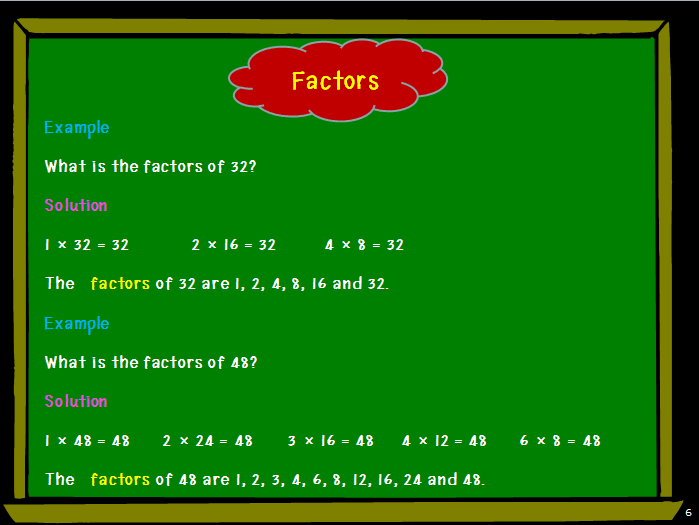 Factors
Example
What is the factors of 32?
Solution
1 × 32 = 32 2 × 16 = 32 4 × 8 = 32
The factors of 32 are 1, 2, 4, 8, 16 and 32.
Example
What is the factors of 48?
Solution
1 × 48 = 48 2 × 24 = 48 3 × 16 = 48 4 × 12 = 48 6 × 8 = 48
The factors of 48 are 1, 2, 3, 4, 6, 8, 12, 16, 24 and 48.
6